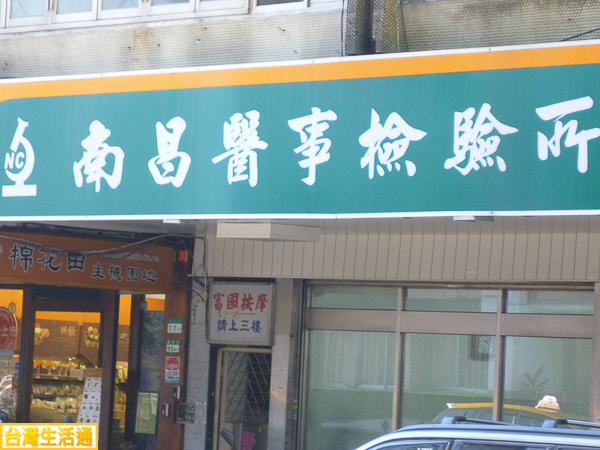 NC 南昌醫事檢驗所
棉花田生機園地
富園按摩
請上三樓
台灣生活通